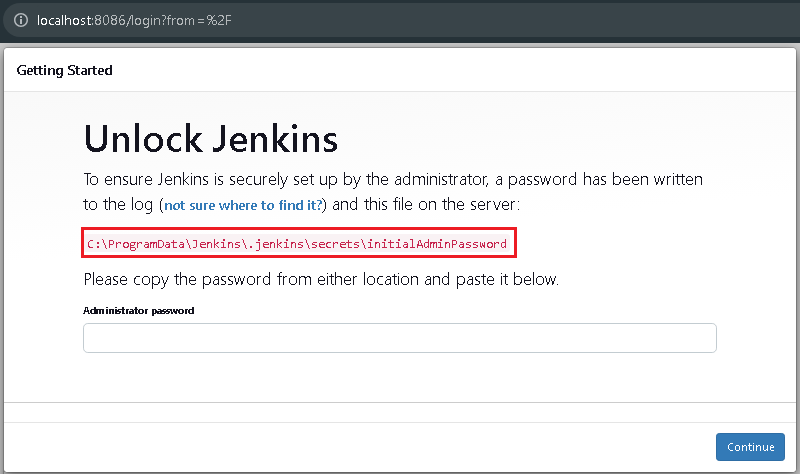 localhost:8086/login?from=%2F
Getting Started
Unlock Jenkins
To ensure Jenkins is securely set up by the administrator, a password has been written
to the log (not sure where to find it?) and this file on the server:
C:\ProgramData\Jenkins\.jenkins\secrets\initialAdminPassword
Please copy the password from either location and paste it below.
Administrator password
Continue